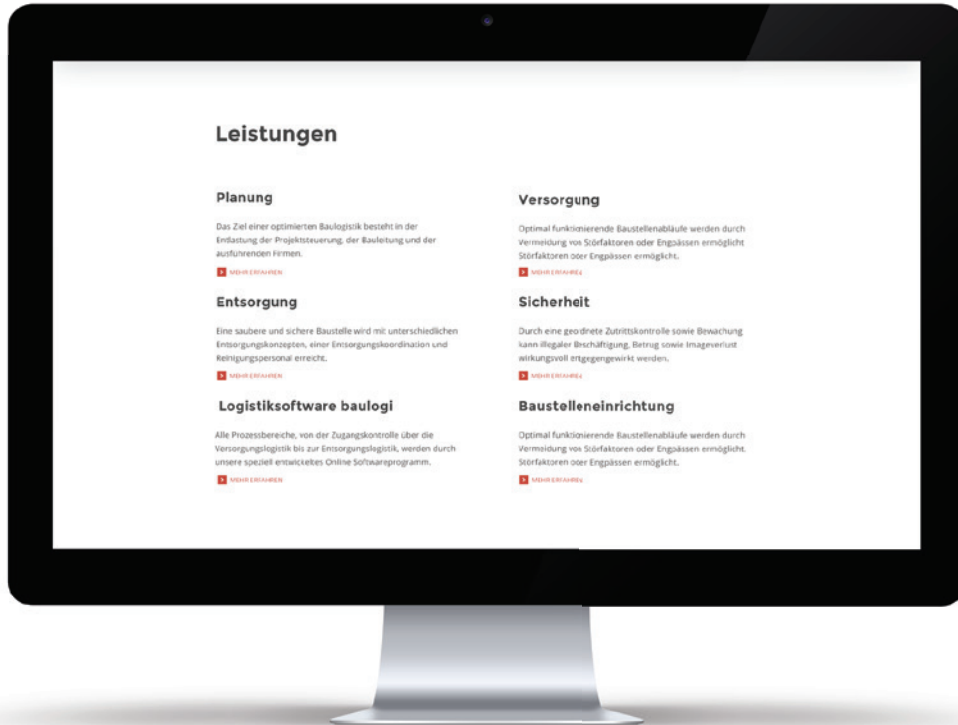 Leistungen
Planung
Das Ziel einer optimierten Baulogistik besteht in der
Entlastung der Projektsteuerung, der Bauleitung und der
ausführenden Firmen.
MEHR ERFAHREN
Versorgung
Optimal funktionierende Baustellenabläufe werden durch
Vermeidung von Störfaktoren oder Engpässen ermöglicht
Störfaktoren oder Engpässen ermöglicht.
MEHR ERFAHREN
Entsorgung
Eine saubere und sichere Baustelle wird mit unterschiedlichen
Entsorgungskonzepten, einer Entsorgungskoordination und
Reinigungspersonal erreicht.
MEHR ERFAHREN
Sicherheit
Durch eine geordnete Zutrittskontrolle sowie Bewachung
kann illegaler Beschäftigung, Betrug sowie Imageverlust
wirkungsvoll entgegengewirkt werden.
MEHR ERFAHREN
Logistiksoftware baulogi
Alle Prozessbereiche, von der Zugangskontrolle über die
Versorgungslogistik bis zur Entsorgungslogistik, werden durch
unsere speziell entwickeltes Online Softwareprogramm.
MEHR ERFAHREN
Baustelleneinrichtung
Optimal funktionierende Baustellenabläufe werden durch
Vermeidung von Störfaktoren oder Engpässen ermöglicht.
Störfaktoren oder Engpässen ermöglicht.
MEHR ERFAHREN